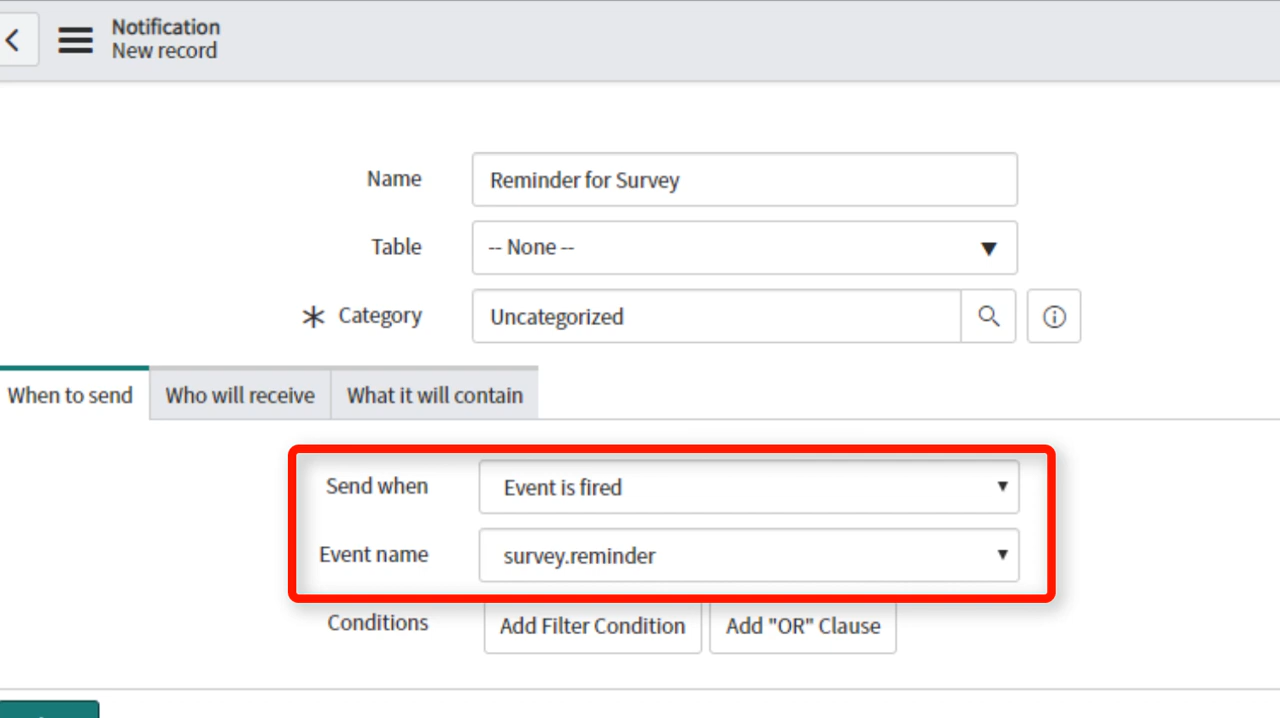 Notification
New record
Name Reminder for Survey
Table -- None --
Category Uncategorized
When to send Who will receive What it will contain
Send when Event is fired
Event name survey.reminder
Conditions Add Filter Condition Add "OR" Clause